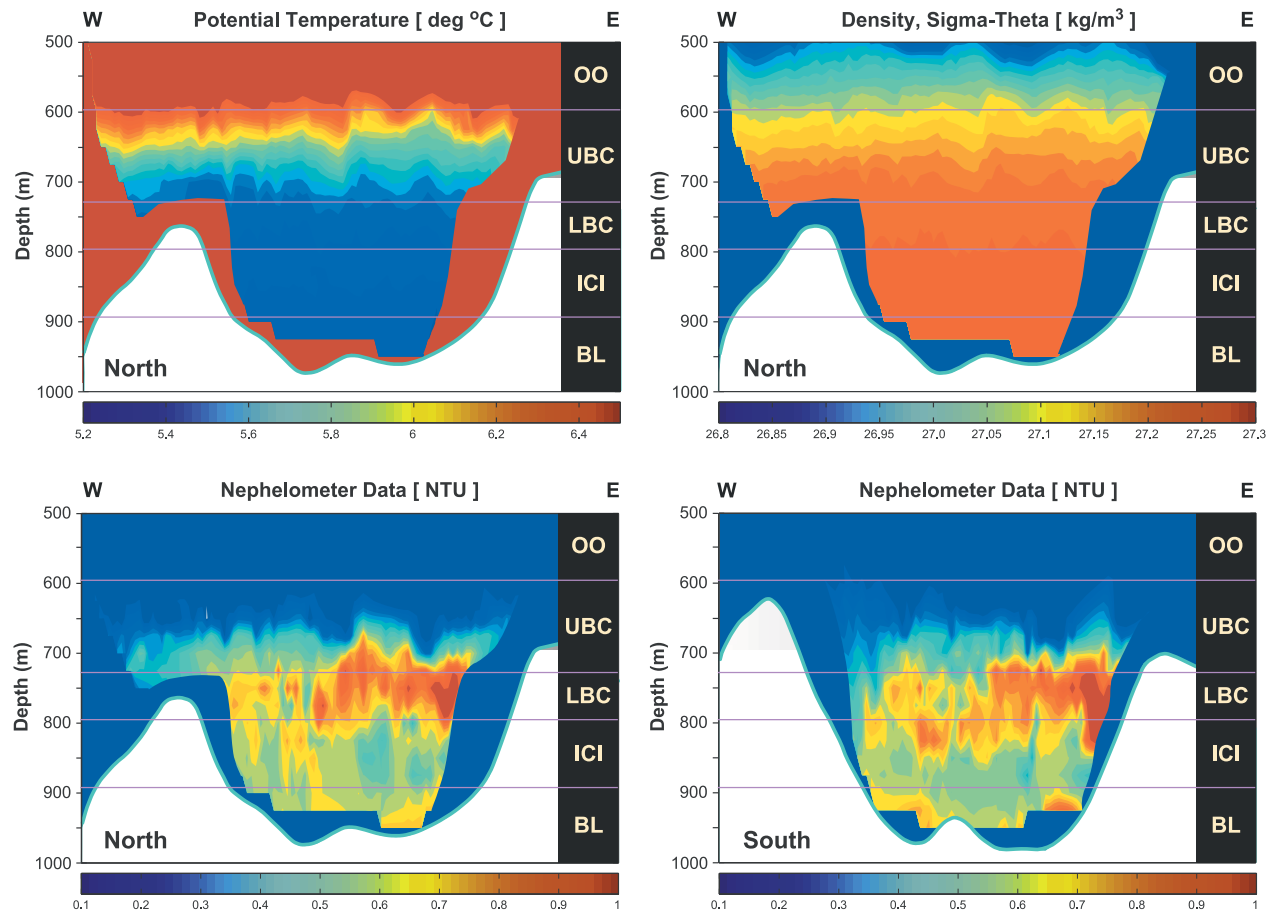 W Potential Temperature [ deg °C ] E
500
600
700
800
900
1000
Depth (m)
OO
UBC
LBC
ICI
BL
North
5.2 5.4 5.6 5.8 6 6.2 6.4
W Density, Sigma-Theta [ kg/m³ ] E
500
600
700
800
900
1000
Depth (m)
OO
UBC
LBC
ICI
BL
North
26.8 26.85 26.9 26.95 27.0 27.05 27.1 27.15 27.2 27.25 27.3
W Nephelometer Data [ NTU ] E
500
600
700
800
900
1000
Depth (m)
OO
UBC
LBC
ICI
BL
North
0.1 0.2 0.3 0.4 0.5 0.6 0.7 0.8 0.9 1
W Nephelometer Data [ NTU ] E
500
600
700
800
900
1000
Depth (m)
OO
UBC
LBC
ICI
BL
South
0.1 0.2 0.3 0.4 0.5 0.6 0.7 0.8 0.9 1